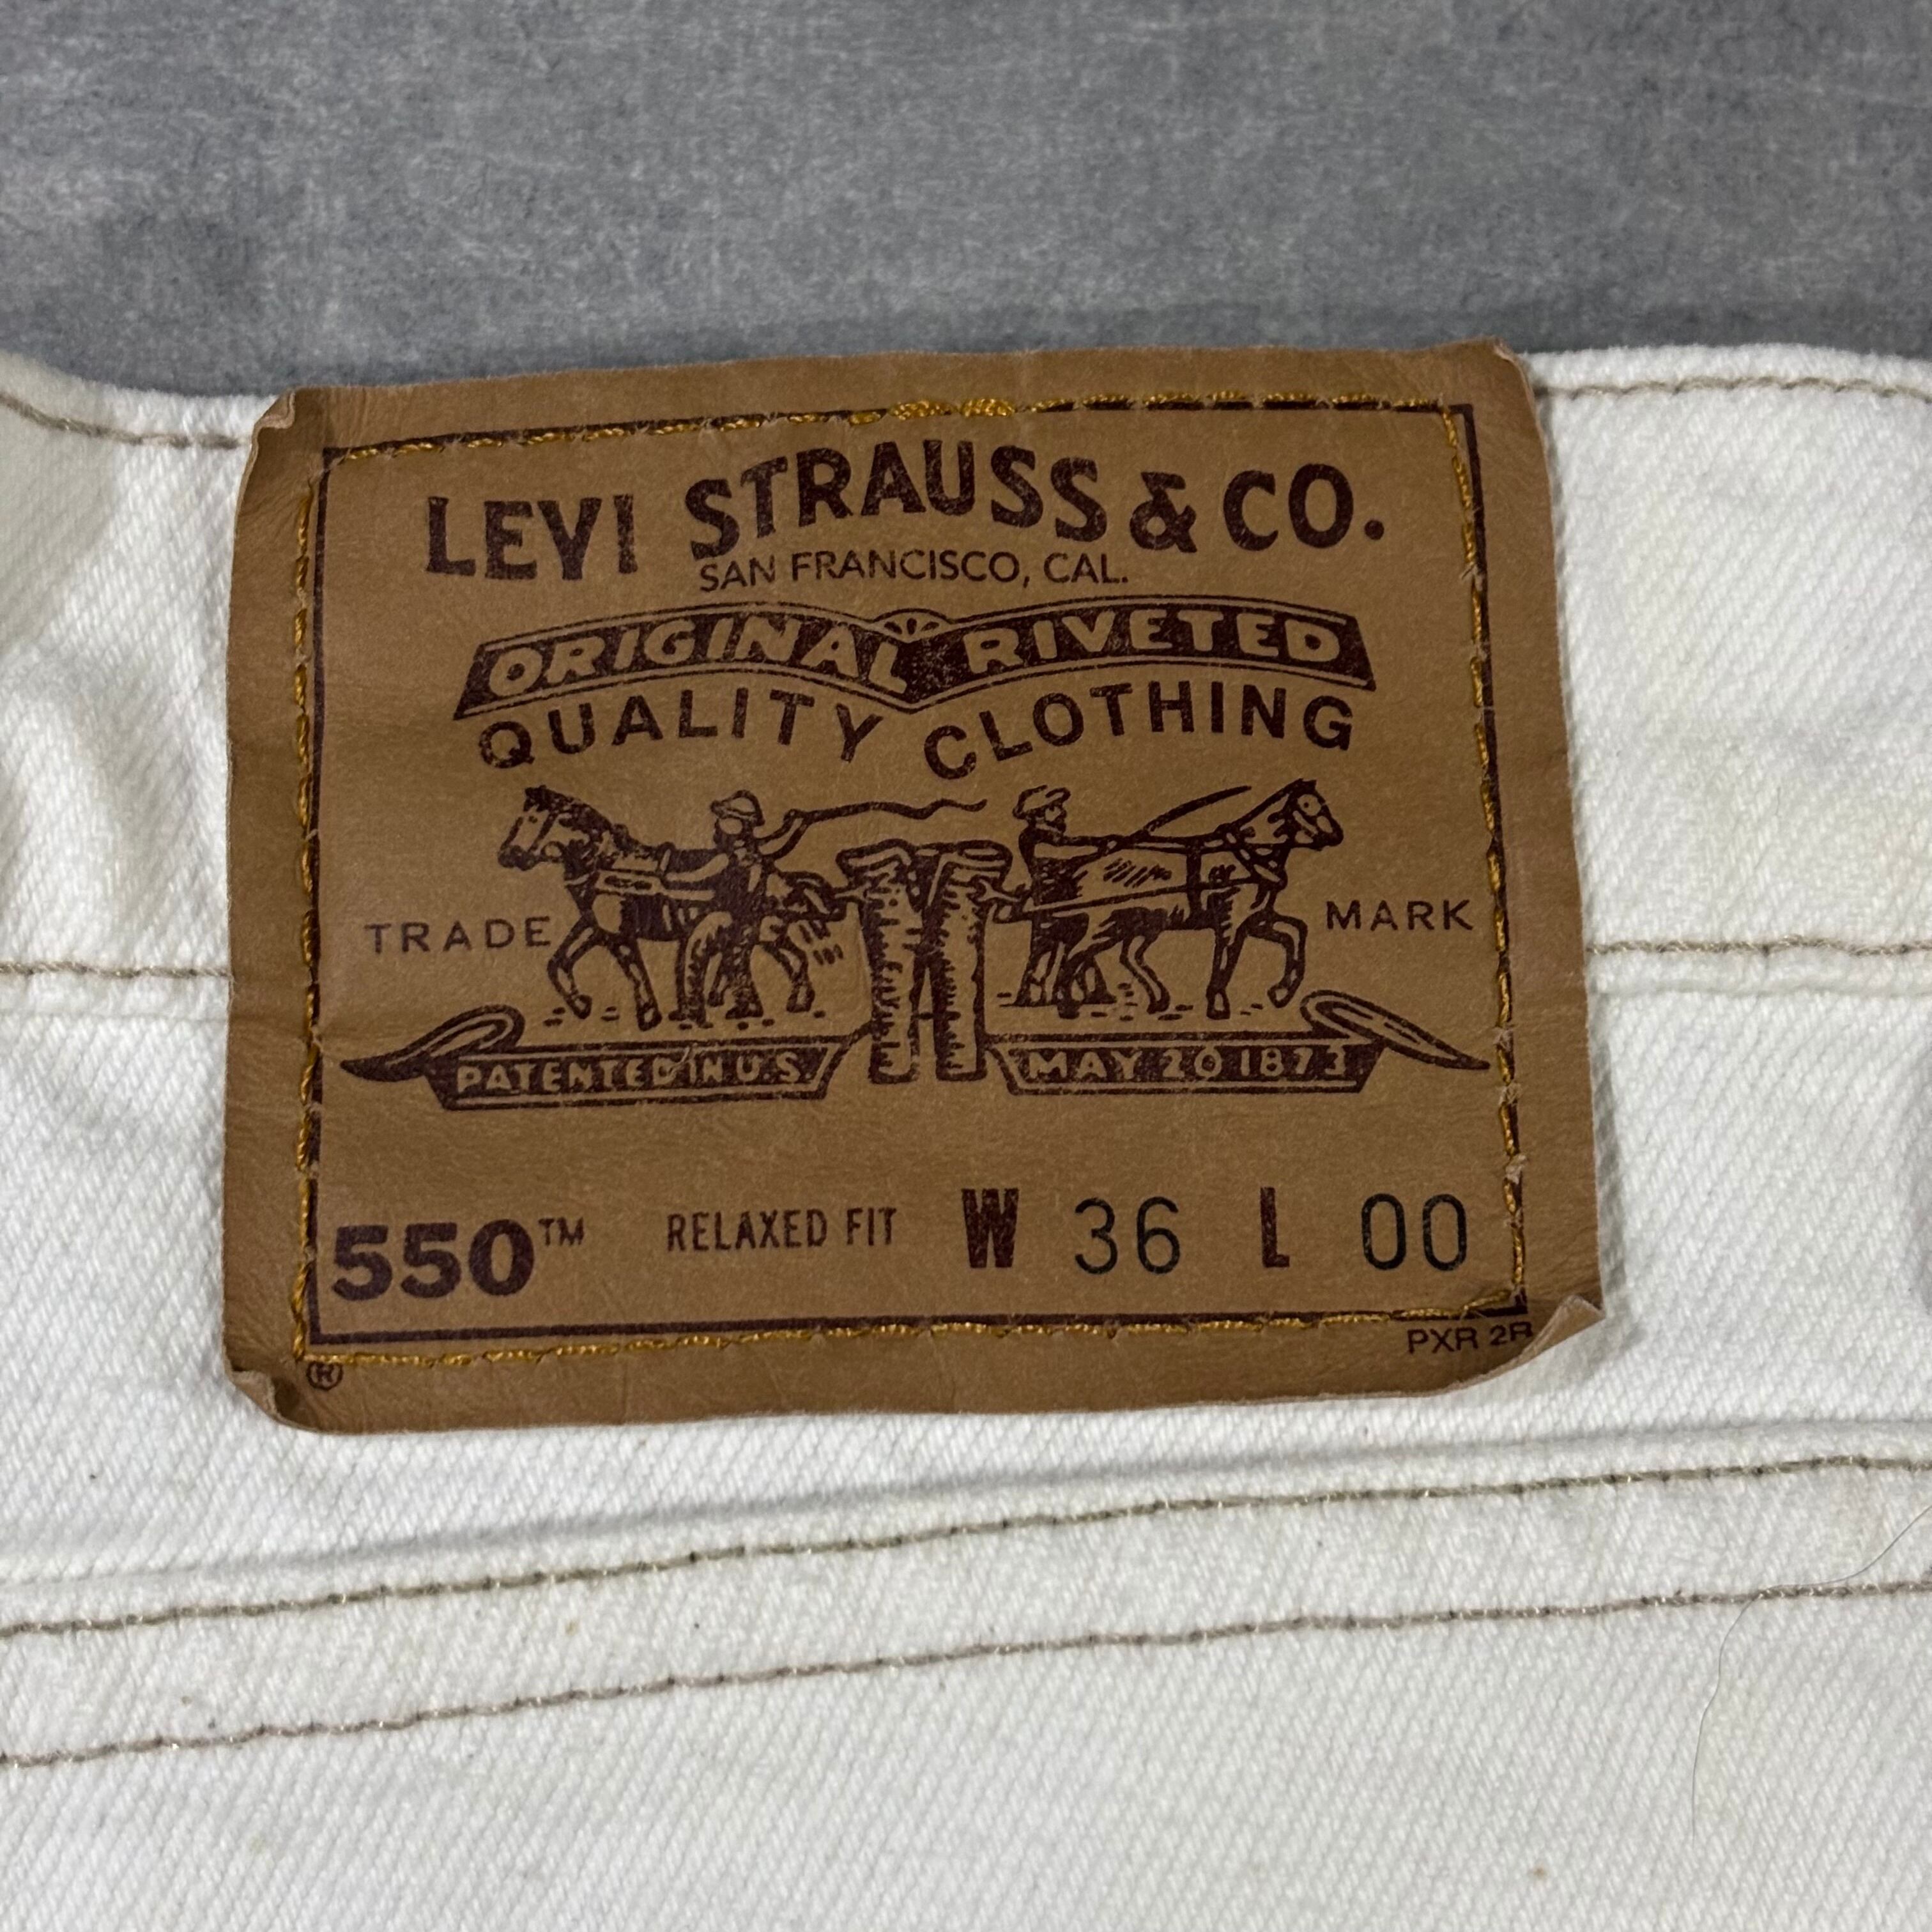 LEVI STRAUSS & CO.
SAN FRANCISCO, CAL.
ORIGINAL RIVETED
QUALITY CLOTHING
TRADE MARK
PATENTED IN U.S. MAY 20 1873
550™ RELAXED FIT W 36 L 00
® PXR 2R